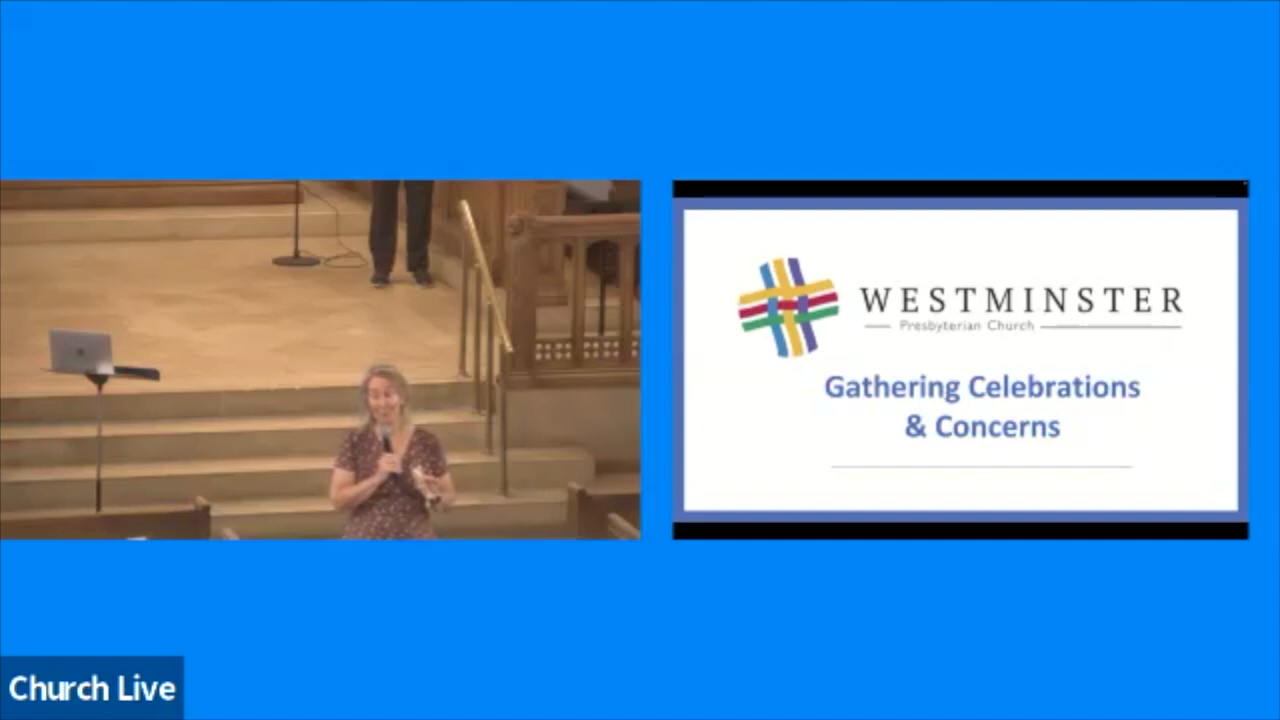 WESTMINSTER
Presbyterian Church
Gathering Celebrations
& Concerns
Church Live